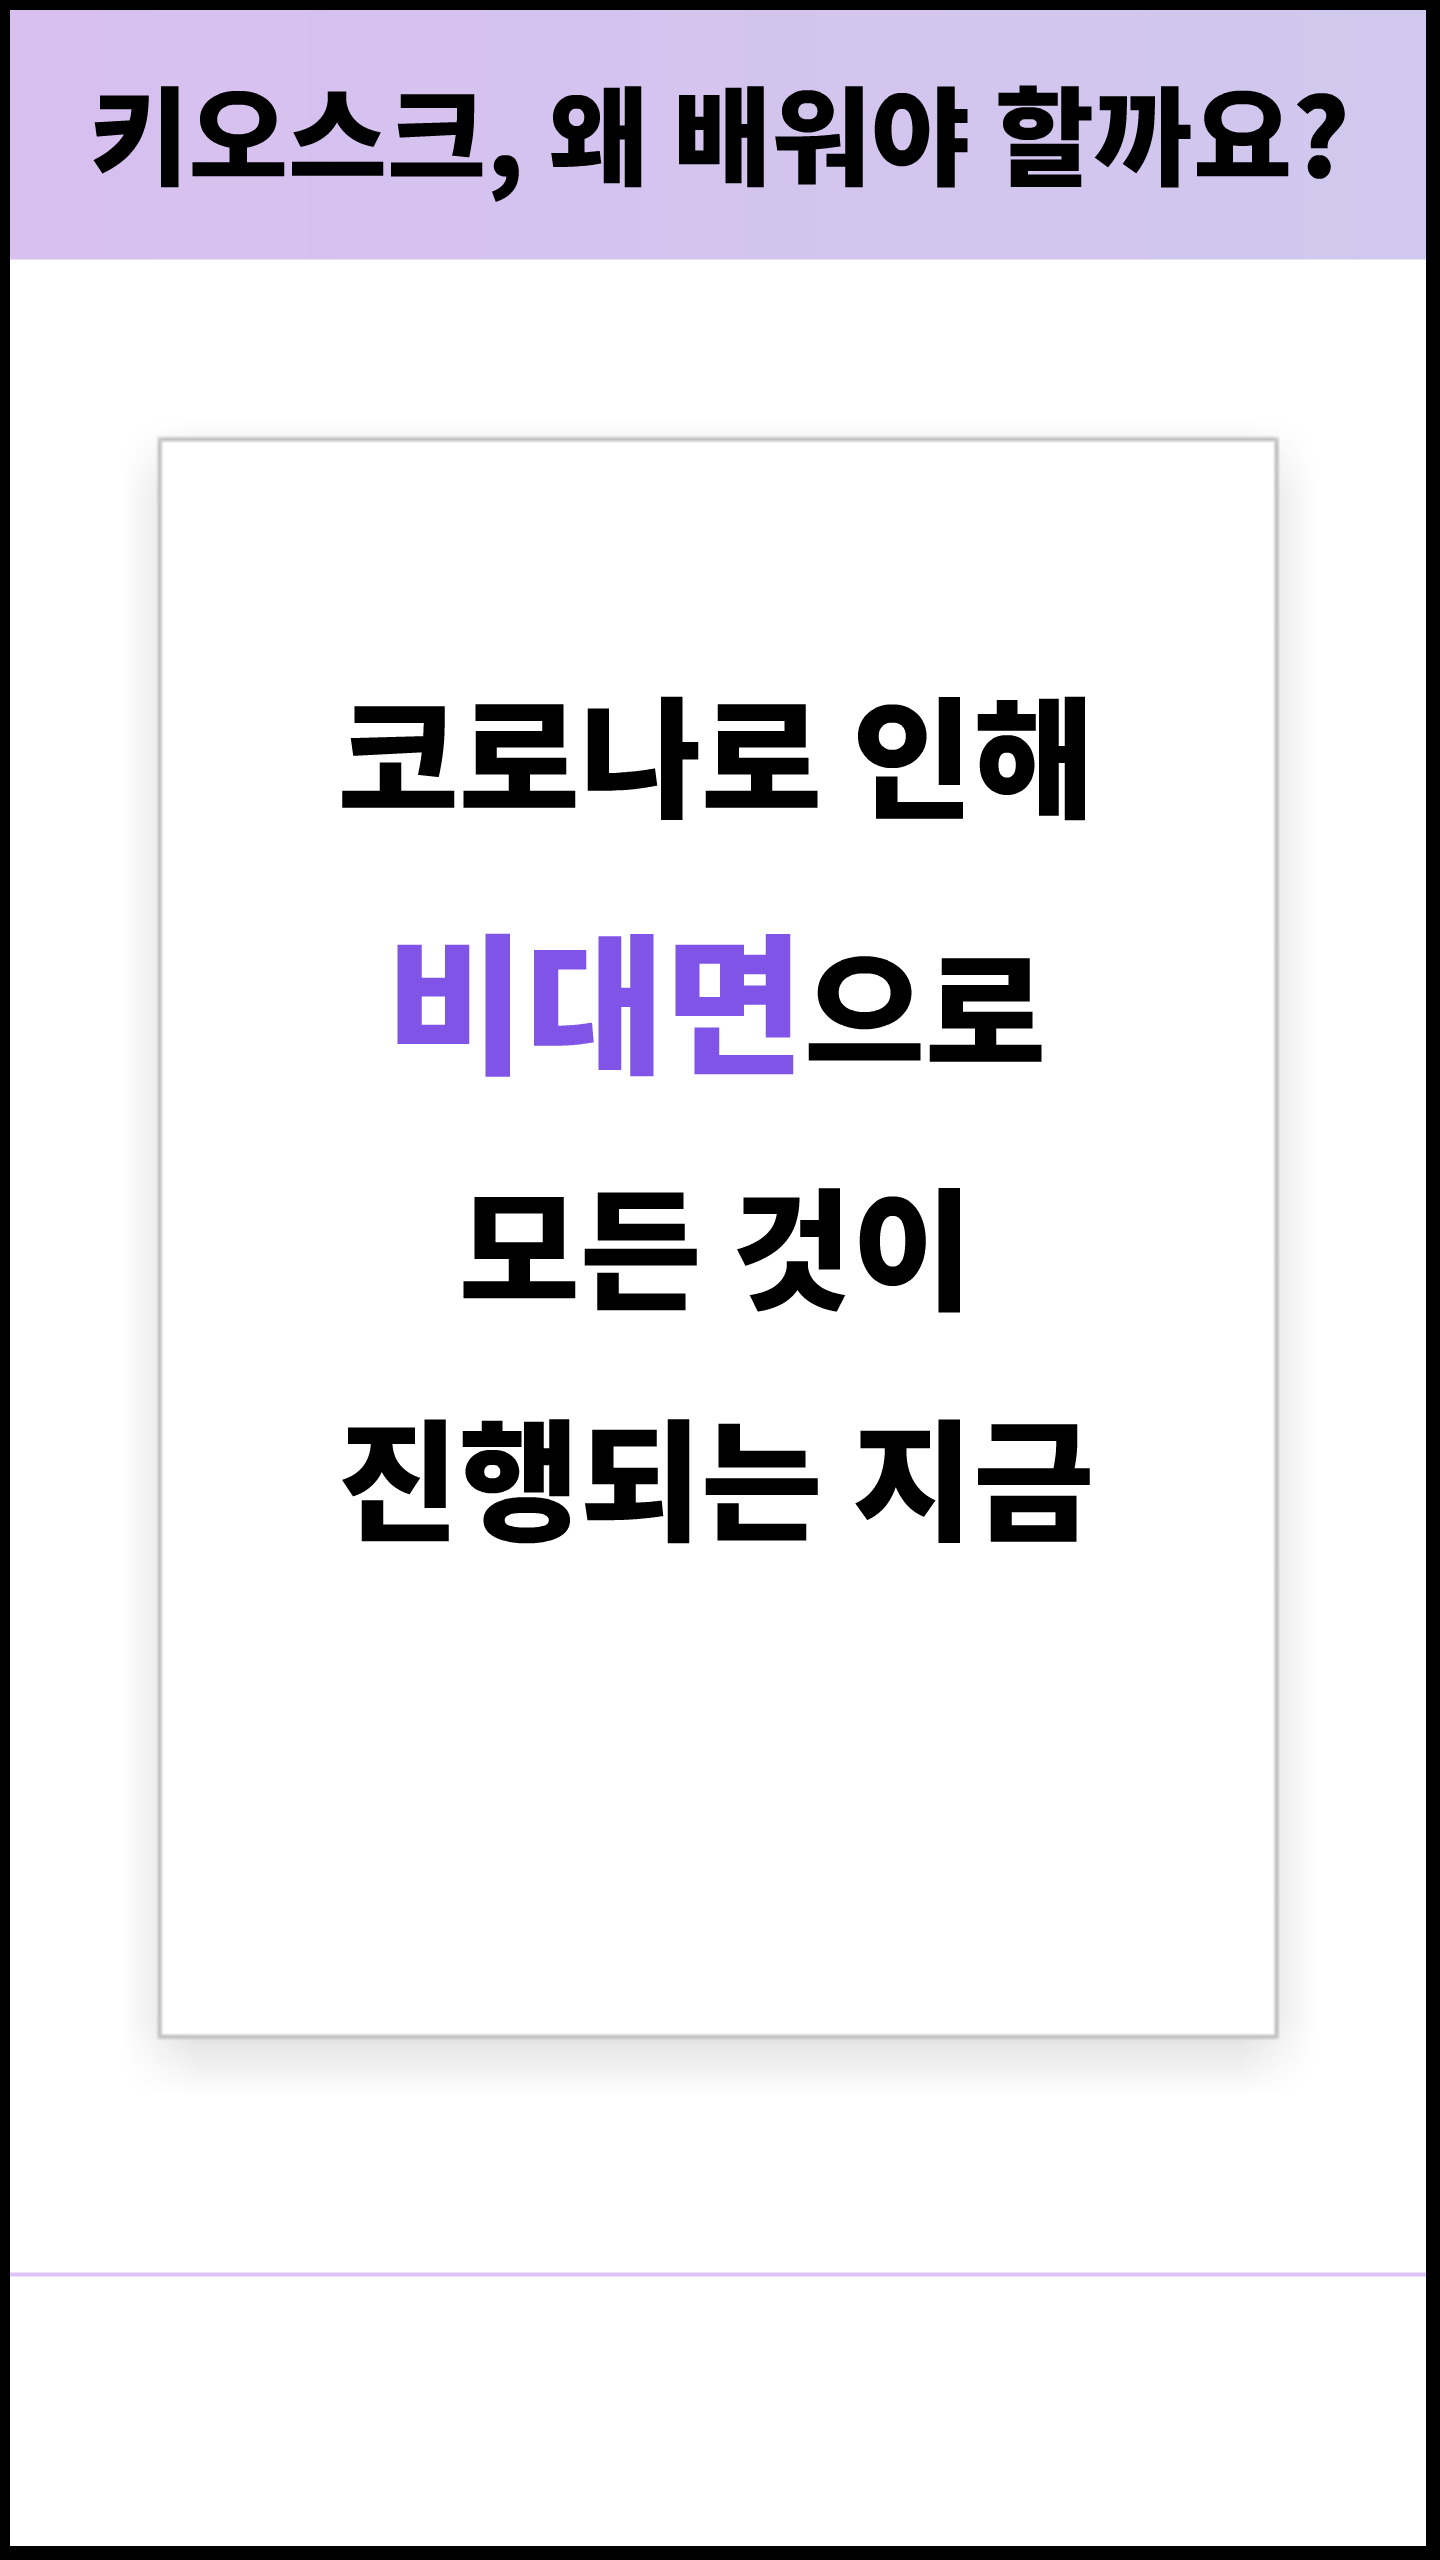 키오스크, 왜 배워야 할까요?
코로나로 인해
비대면으로
모든 것이
진행되는 지금